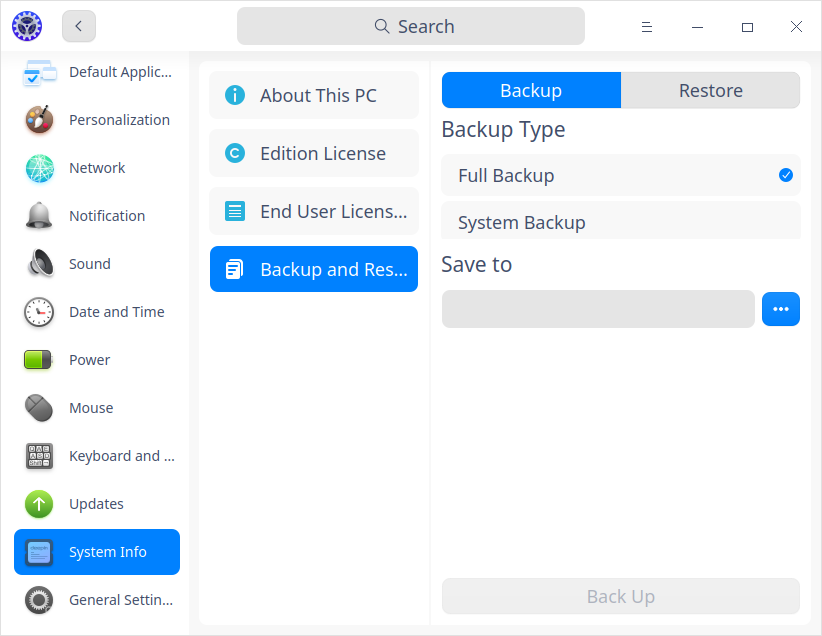 Search
Default Applic...
Personalization
Network
Notification
Sound
Date and Time
Power
Mouse
Keyboard and ...
Updates
System Info
General Settin...
About This PC
Edition License
End User Licens...
Backup and Res...
Backup
Restore
Backup Type
Full Backup
System Backup
Save to
Back Up